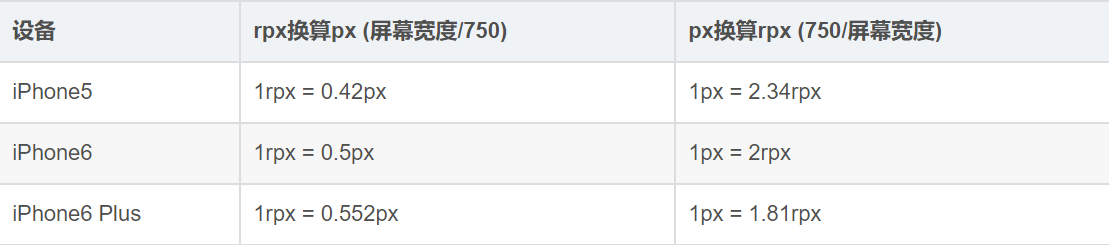 设备 rpx换算px (屏幕宽度/750) px换算rpx (750/屏幕宽度)
iPhone5 1rpx = 0.42px 1px = 2.34rpx
iPhone6 1rpx = 0.5px 1px = 2rpx
iPhone6 Plus 1rpx = 0.552px 1px = 1.81rpx